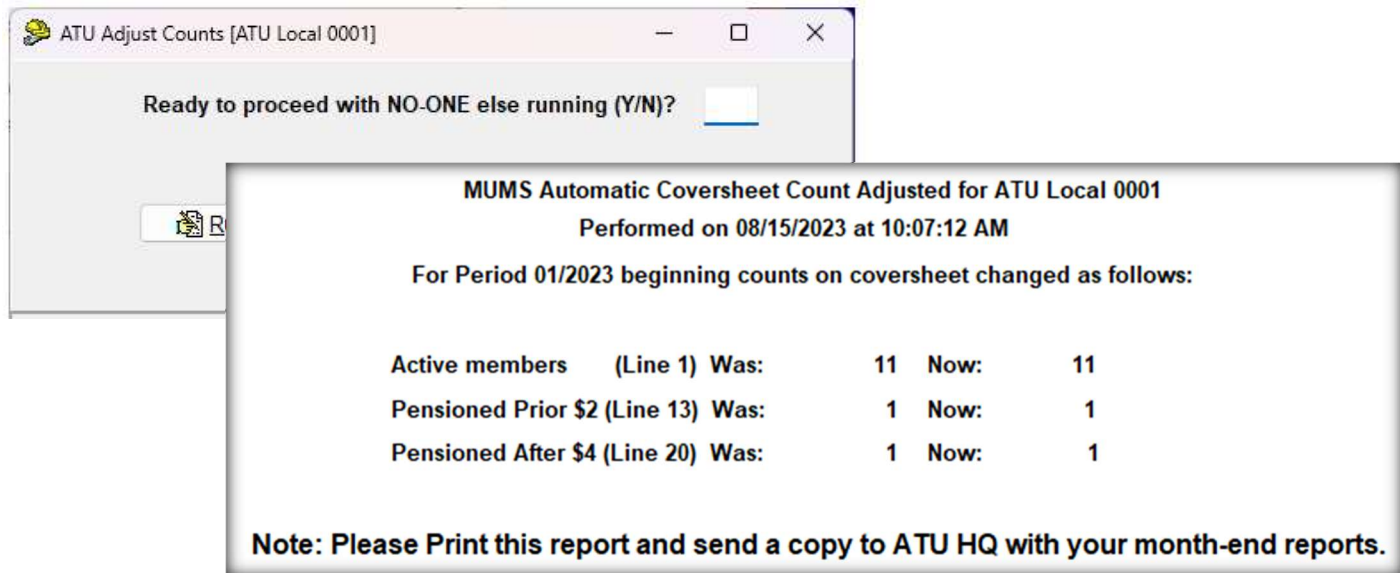 ATU Adjust Counts [ATU Local 0001]
Ready to proceed with NO-ONE else running (Y/N)?
MUMS Automatic Coversheet Count Adjusted for ATU Local 0001
Performed on 08/15/2023 at 10:07:12 AM
For Period 01/2023 beginning counts on coversheet changed as follows:
Active members (Line 1) Was: 11 Now: 11
Pensioned Prior $2 (Line 13) Was: 1 Now: 1
Pensioned After $4 (Line 20) Was: 1 Now: 1
Note: Please Print this report and send a copy to ATU HQ with your month-end reports.